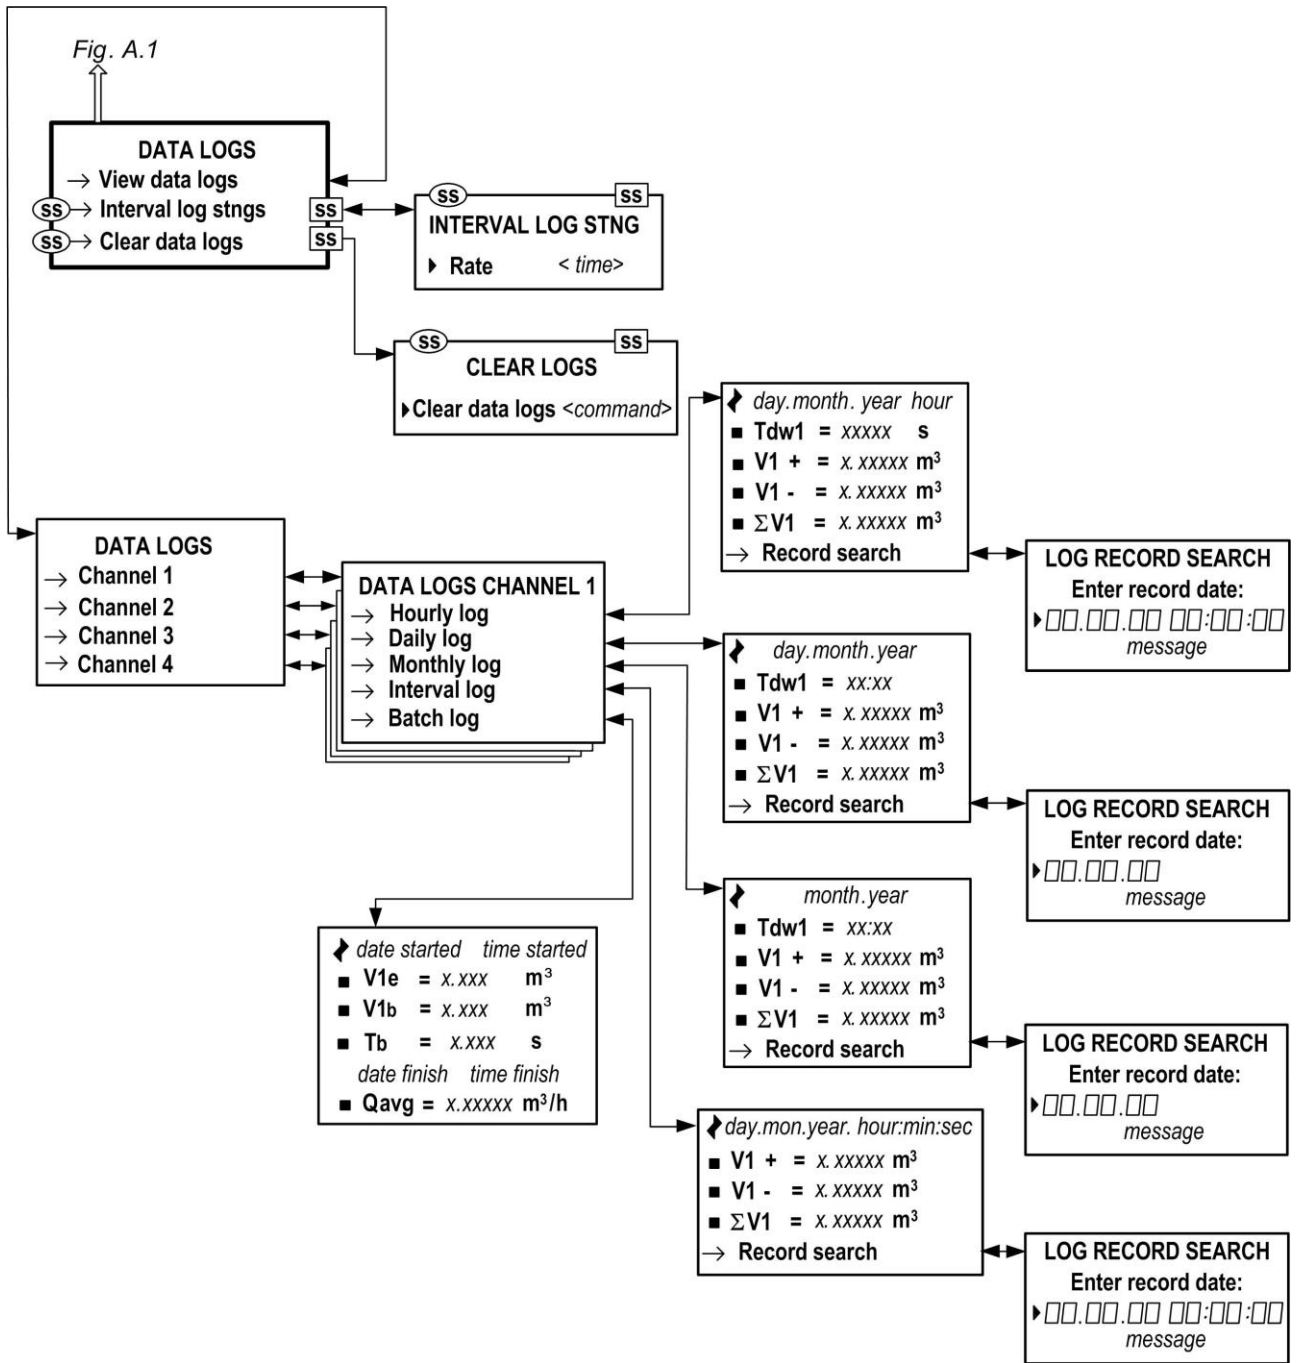 Fig. A.1
DATA LOGS
→ View data logs
SS → Interval log stngs SS
SS → Clear data logs SS
SS SS
INTERVAL LOG STNG
Rate < time>
SS SS
CLEAR LOGS
Clear data logs <command>
day.month. year hour
■ Tdw1 = xxxxx s
■ V1 + = x.xxxxx m³
■ V1 - = x.xxxxx m³
■ ΣV1 = x.xxxxx m³
→ Record search
LOG RECORD SEARCH
Enter record date:
□□.□□.□□ □□:□□:□□
message
DATA LOGS
→ Channel 1
→ Channel 2
→ Channel 3
→ Channel 4
DATA LOGS CHANNEL 1
→ Hourly log
→ Daily log
→ Monthly log
→ Interval log
→ Batch log
day.month.year
■ Tdw1 = xx:xx
■ V1 + = x.xxxxx m³
■ V1 - = x.xxxxx m³
■ ΣV1 = x.xxxxx m³
→ Record search
LOG RECORD SEARCH
Enter record date:
□□.□□.□□
message
month.year
■ Tdw1 = xx:xx
■ V1 + = x.xxxxx m³
■ V1 - = x.xxxxx m³
■ ΣV1 = x.xxxxx m³
→ Record search
LOG RECORD SEARCH
Enter record date:
□□.□□.□□
message
date started time started
■ V1e = x.xxx m³
■ V1b = x.xxx m³
■ Tb = x.xxx s
date finish time finish
■ Qavg = x.xxxxx m³/h
day.mon.year. hour:min:sec
■ V1 + = x.xxxxx m³
■ V1 - = x.xxxxx m³
■ ΣV1 = x.xxxxx m³
→ Record search
LOG RECORD SEARCH
Enter record date:
□□.□□.□□ □□:□□:□□
message